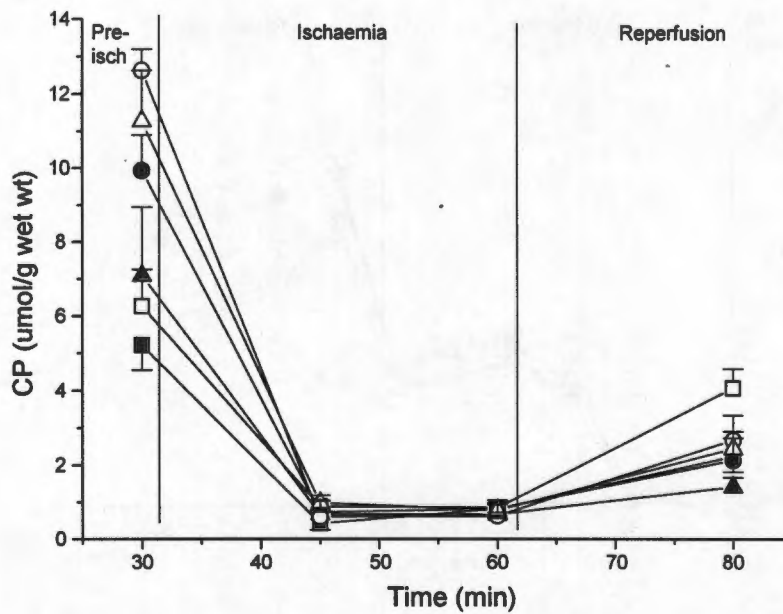 14
12
10
8
6
4
2
0
CP (umol/g wet wt)
Pre-
isch
Ischaemia
Reperfusion
30
40
50
60
70
80
Time (min)